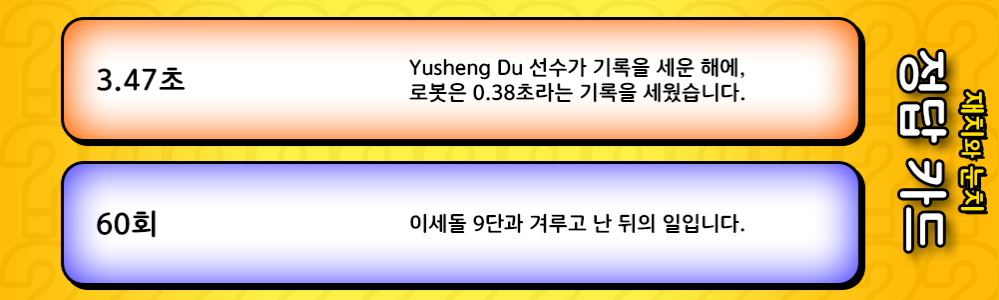 3.47초
Yusheng Du 선수가 기록을 세운 해에,
로봇은 0.38초라는 기록을 세웠습니다.
60회
이세돌 9단과 겨루고 난 뒤의 일입니다.
재치와 눈치
정답 카드